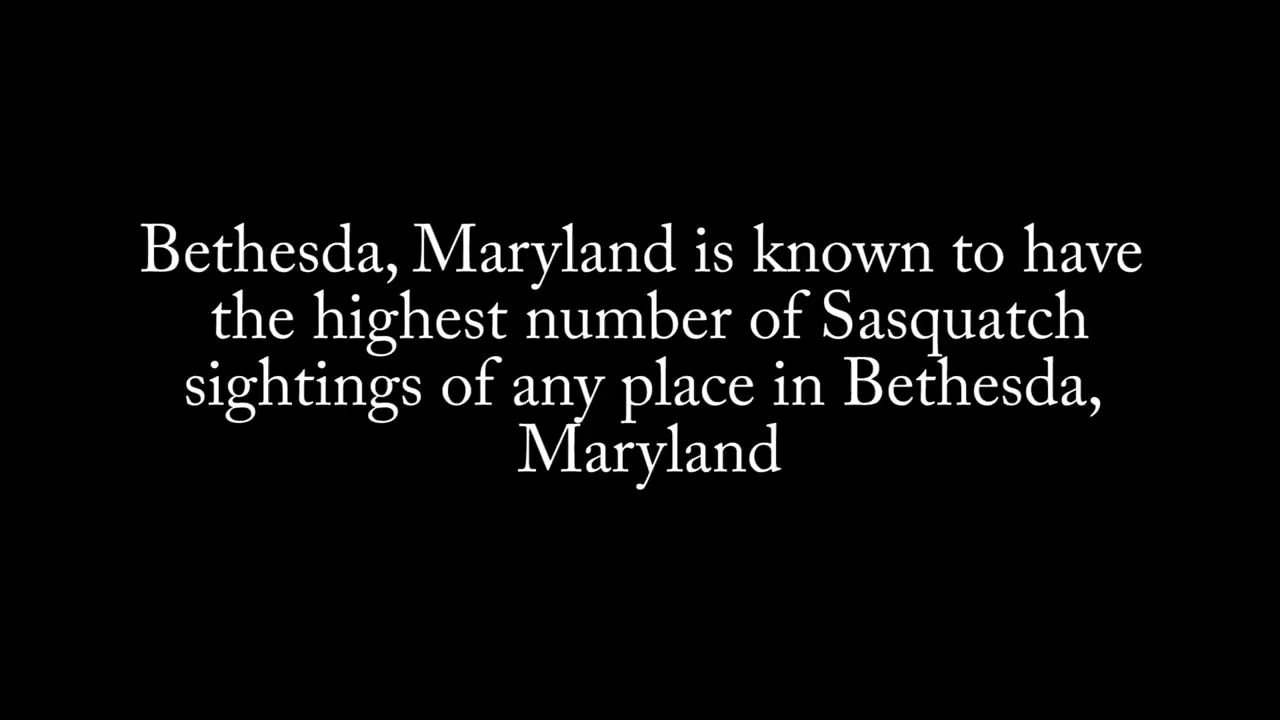 Bethesda, Maryland is known to have
the highest number of Sasquatch
sightings of any place in Bethesda,
Maryland